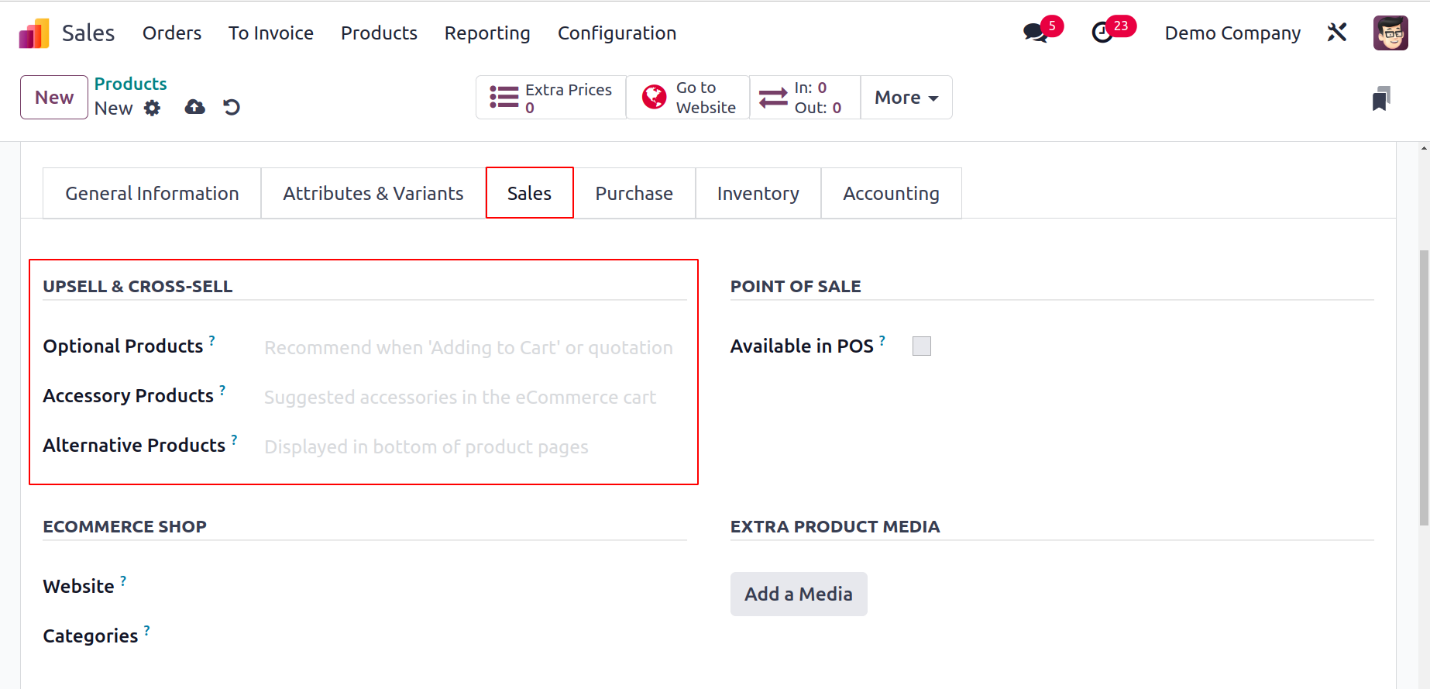 Sales Orders To Invoice Products Reporting Configuration 5 23 Demo Company
New Products
New
Extra Prices
0
Go to
Website
In: 0
Out: 0
More
General Information Attributes & Variants Sales Purchase Inventory Accounting
UPSELL & CROSS-SELL
Optional Products ? Recommend when 'Adding to Cart' or quotation
Accessory Products ? Suggested accessories in the eCommerce cart
Alternative Products ? Displayed in bottom of product pages
POINT OF SALE
Available in POS ?
ECOMMERCE SHOP
Website ?
Categories ?
EXTRA PRODUCT MEDIA
Add a Media